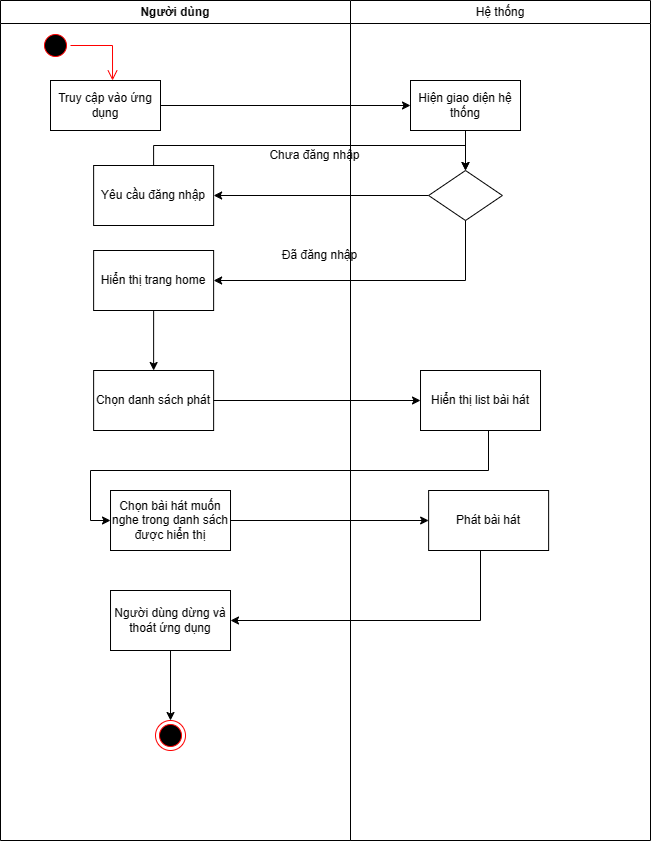 Người dùng
Hệ thống
Truy cập vào ứng
dụng
Hiện giao diện hệ
thống
Chưa đăng nhập
Yêu cầu đăng nhập
Đã đăng nhập
Hiển thị trang home
Chọn danh sách phát
Hiển thị list bài hát
Chọn bài hát muốn
nghe trong danh sách
được hiển thị
Phát bài hát
Người dùng dừng và
thoát ứng dụng